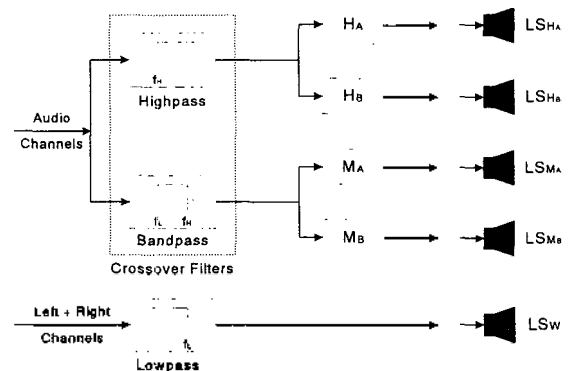 HA LSHA
fH
Highpass
HB LSHB
Audio
Channels
MA LSMA
fL fH
Bandpass
MB LSMB
Crossover Filters
Left + Right
Channels
fL
Lowpass
LSW